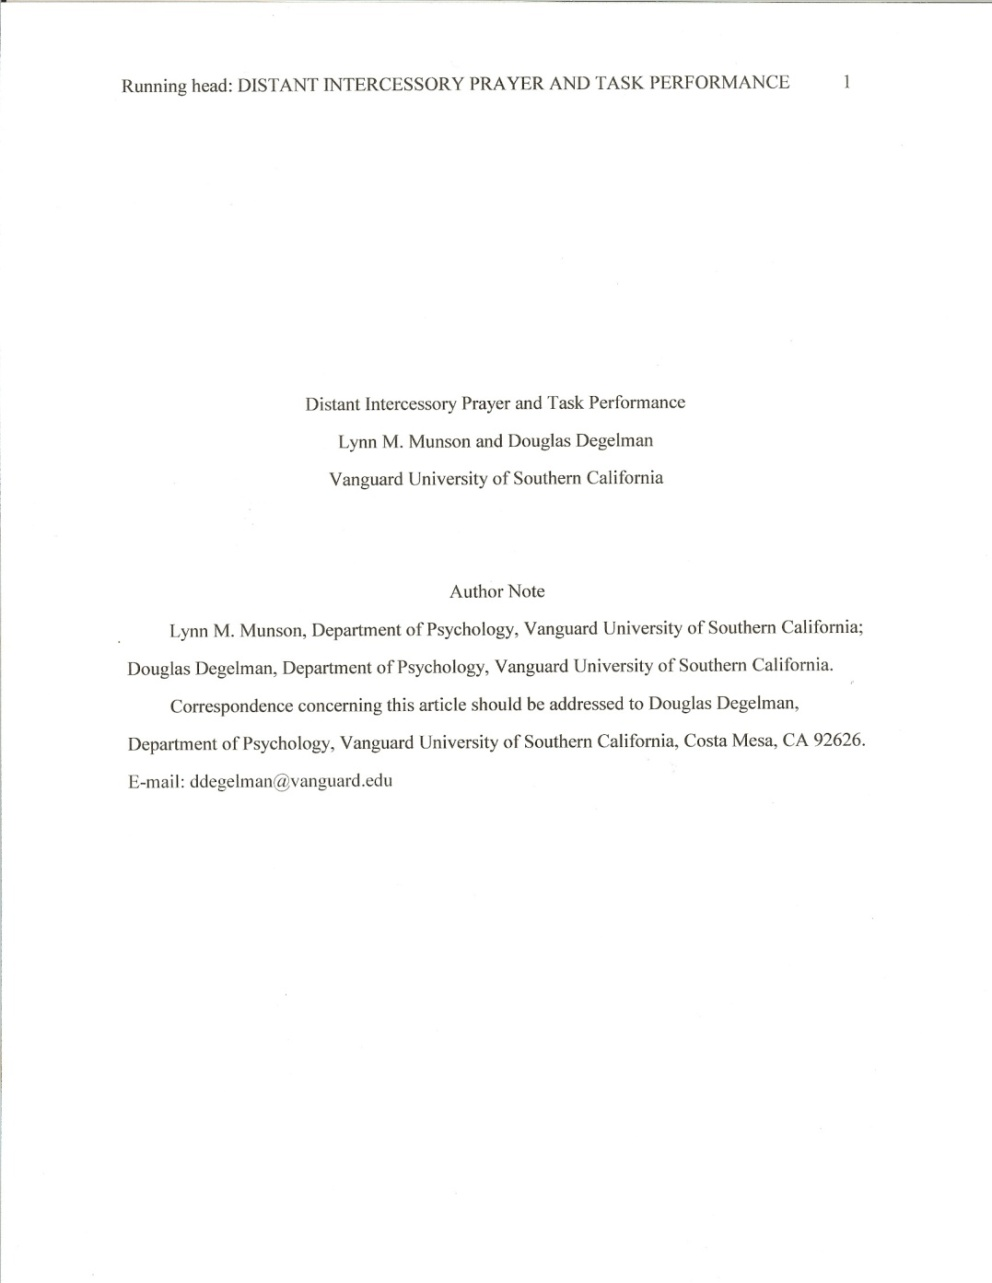 Running head: DISTANT INTERCESSORY PRAYER AND TASK PERFORMANCE 1
Distant Intercessory Prayer and Task Performance
Lynn M. Munson and Douglas Degelman
Vanguard University of Southern California
Author Note
Lynn M. Munson, Department of Psychology, Vanguard University of Southern California;
Douglas Degelman, Department of Psychology, Vanguard University of Southern California.
Correspondence concerning this article should be addressed to Douglas Degelman,
Department of Psychology, Vanguard University of Southern California, Costa Mesa, CA 92626.
E-mail: ddegelman@vanguard.edu